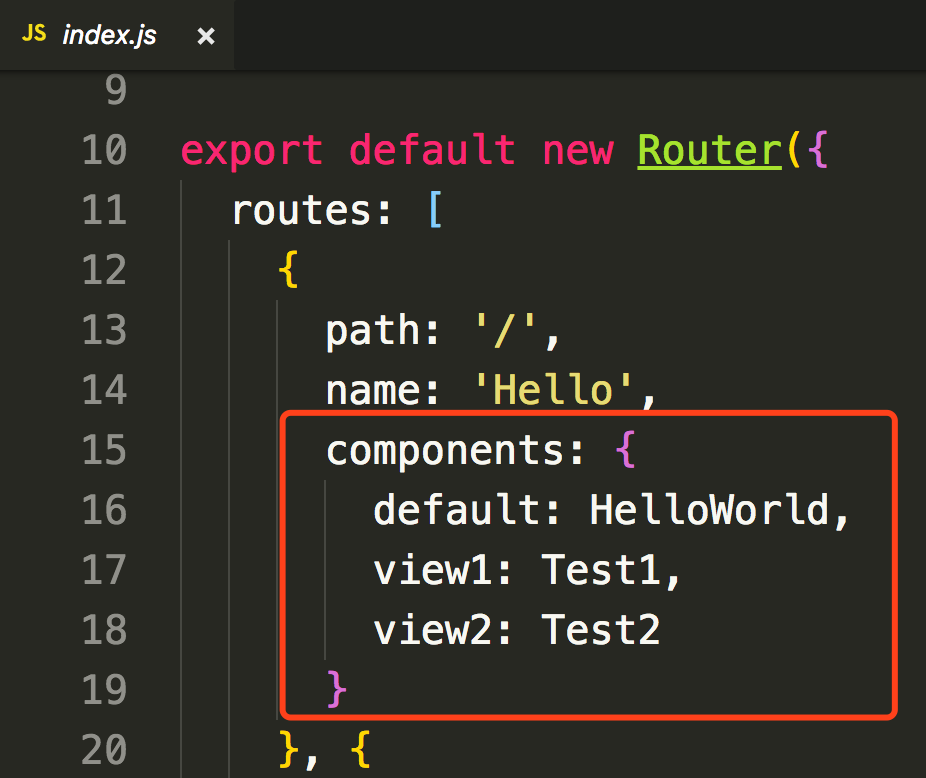 JS index.js ×
9
10 export default new Router({
11 routes: [
12 {
13 path: '/',
14 name: 'Hello',
15 components: {
16 default: HelloWorld,
17 view1: Test1,
18 view2: Test2
19 }
20 }, {